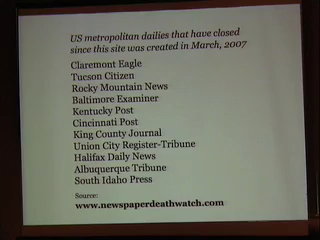 US metropolitan dailies that have closed
since this site was created in March, 2007
Claremont Eagle
Tucson Citizen
Rocky Mountain News
Baltimore Examiner
Kentucky Post
Cincinnati Post
King County Journal
Union City Register-Tribune
Halifax Daily News
Albuquerque Tribune
South Idaho Press
Source:
www.newspaperdeathwatch.com